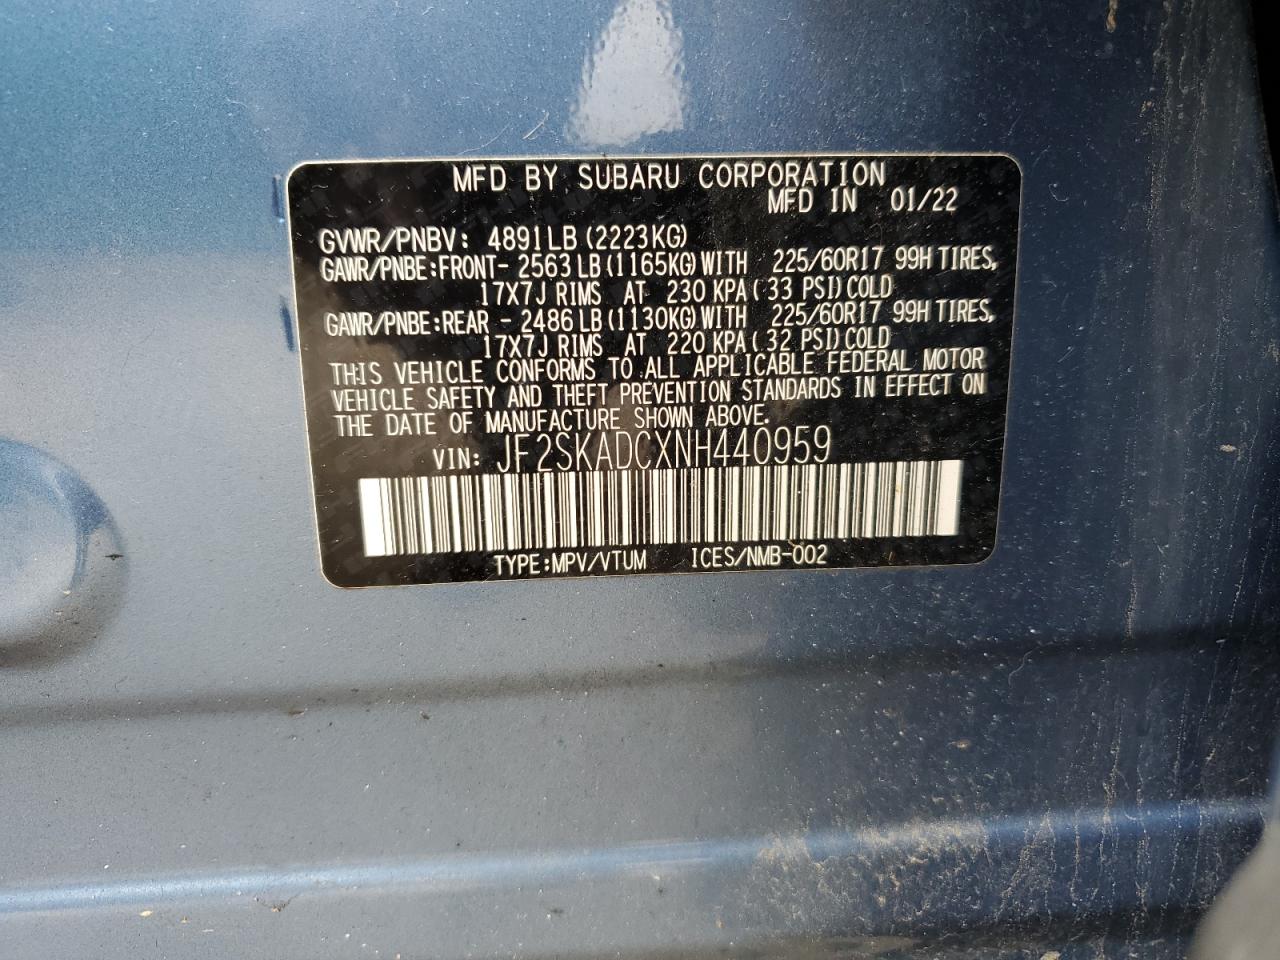 MFD BY SUBARU CORPORATION
MFD IN 01/22
GVWR/PNBV: 4891LB (2223KG)
GAWR/PNBE:FRONT- 2563LB (1165KG) WITH 225/60R17 99H TIRES,
17X7J RIMS AT 230 KPA( 33 PSI)COLD
GAWR/PNBE:REAR - 2486LB (1130KG) WITH 225/60R17 99H TIRES,
17X7J RIMS AT 220 KPA( 32 PSI)COLD
THIS VEHICLE CONFORMS TO ALL APPLICABLE FEDERAL MOTOR
VEHICLE SAFETY AND THEFT PREVENTION STANDARDS IN EFFECT ON
THE DATE OF MANUFACTURE SHOWN ABOVE.
VIN: JF2SKADCXNH440959
TYPE:MPV/VTUM ICES/NMB-002